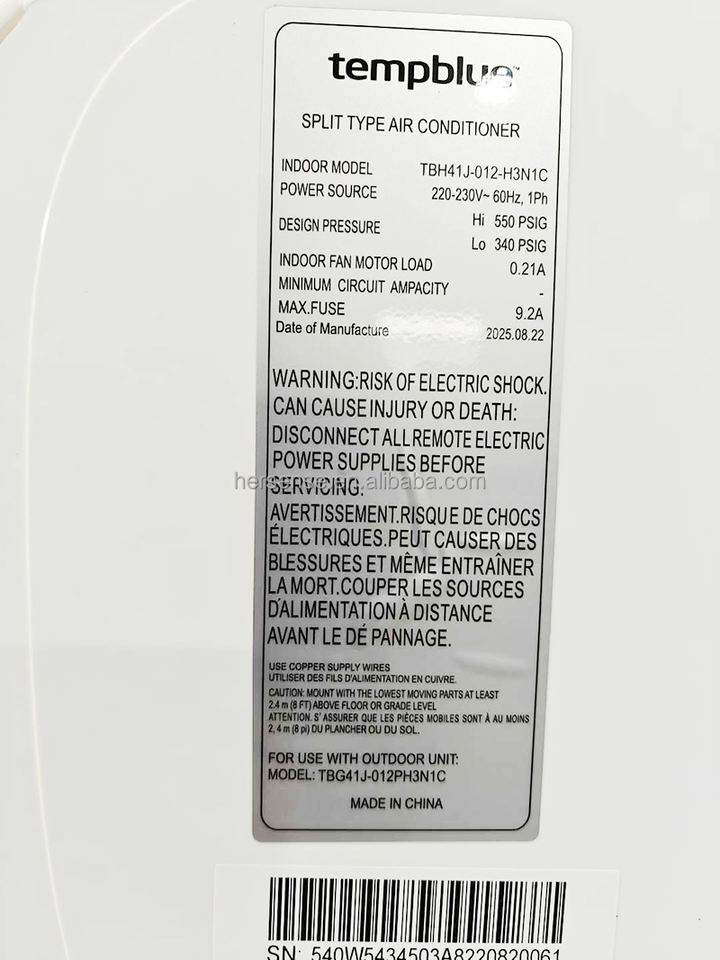 tempblue™
SPLIT TYPE AIR CONDITIONER
INDOOR MODEL TBH41J-012-H3N1C
POWER SOURCE 220-230V~ 60Hz, 1Ph
DESIGN PRESSURE Hi 550 PSIG
Lo 340 PSIG
INDOOR FAN MOTOR LOAD 0.21A
MINIMUM CIRCUIT AMPACITY -
MAX.FUSE 9.2A
Date of Manufacture 2025.08.22
WARNING:RISK OF ELECTRIC SHOCK.
CAN CAUSE INJURY OR DEATH:
DISCONNECT ALL REMOTE ELECTRIC
POWER SUPPLIES BEFORE
SERVICING.
AVERTISSEMENT.RISQUE DE CHOCS
ÉLECTRIQUES.PEUT CAUSER DES
BLESSURES ET MÊME ENTRAÎNER
LA MORT.COUPER LES SOURCES
D'ALIMENTATION À DISTANCE
AVANT LE DÉ PANNAGE.
USE COPPER SUPPLY WIRES
UTILISER DES FILS D'ALIMENTATION EN CUIVRE.
CAUTION: MOUNT WITH THE LOWEST MOVING PARTS AT LEAST
2.4 m (8 FT) ABOVE FLOOR OR GRADE LEVEL
ATTENTION. S' ASSURER QUE LES PIÈCES MOBILES SONT À AU MOINS
2, 4 m (8 pi) DU PLANCHER OU DU SOL.
FOR USE WITH OUTDOOR UNIT:
MODEL: TBG41J-012PH3N1C
MADE IN CHINA
SN: 540W5434503A8220820061